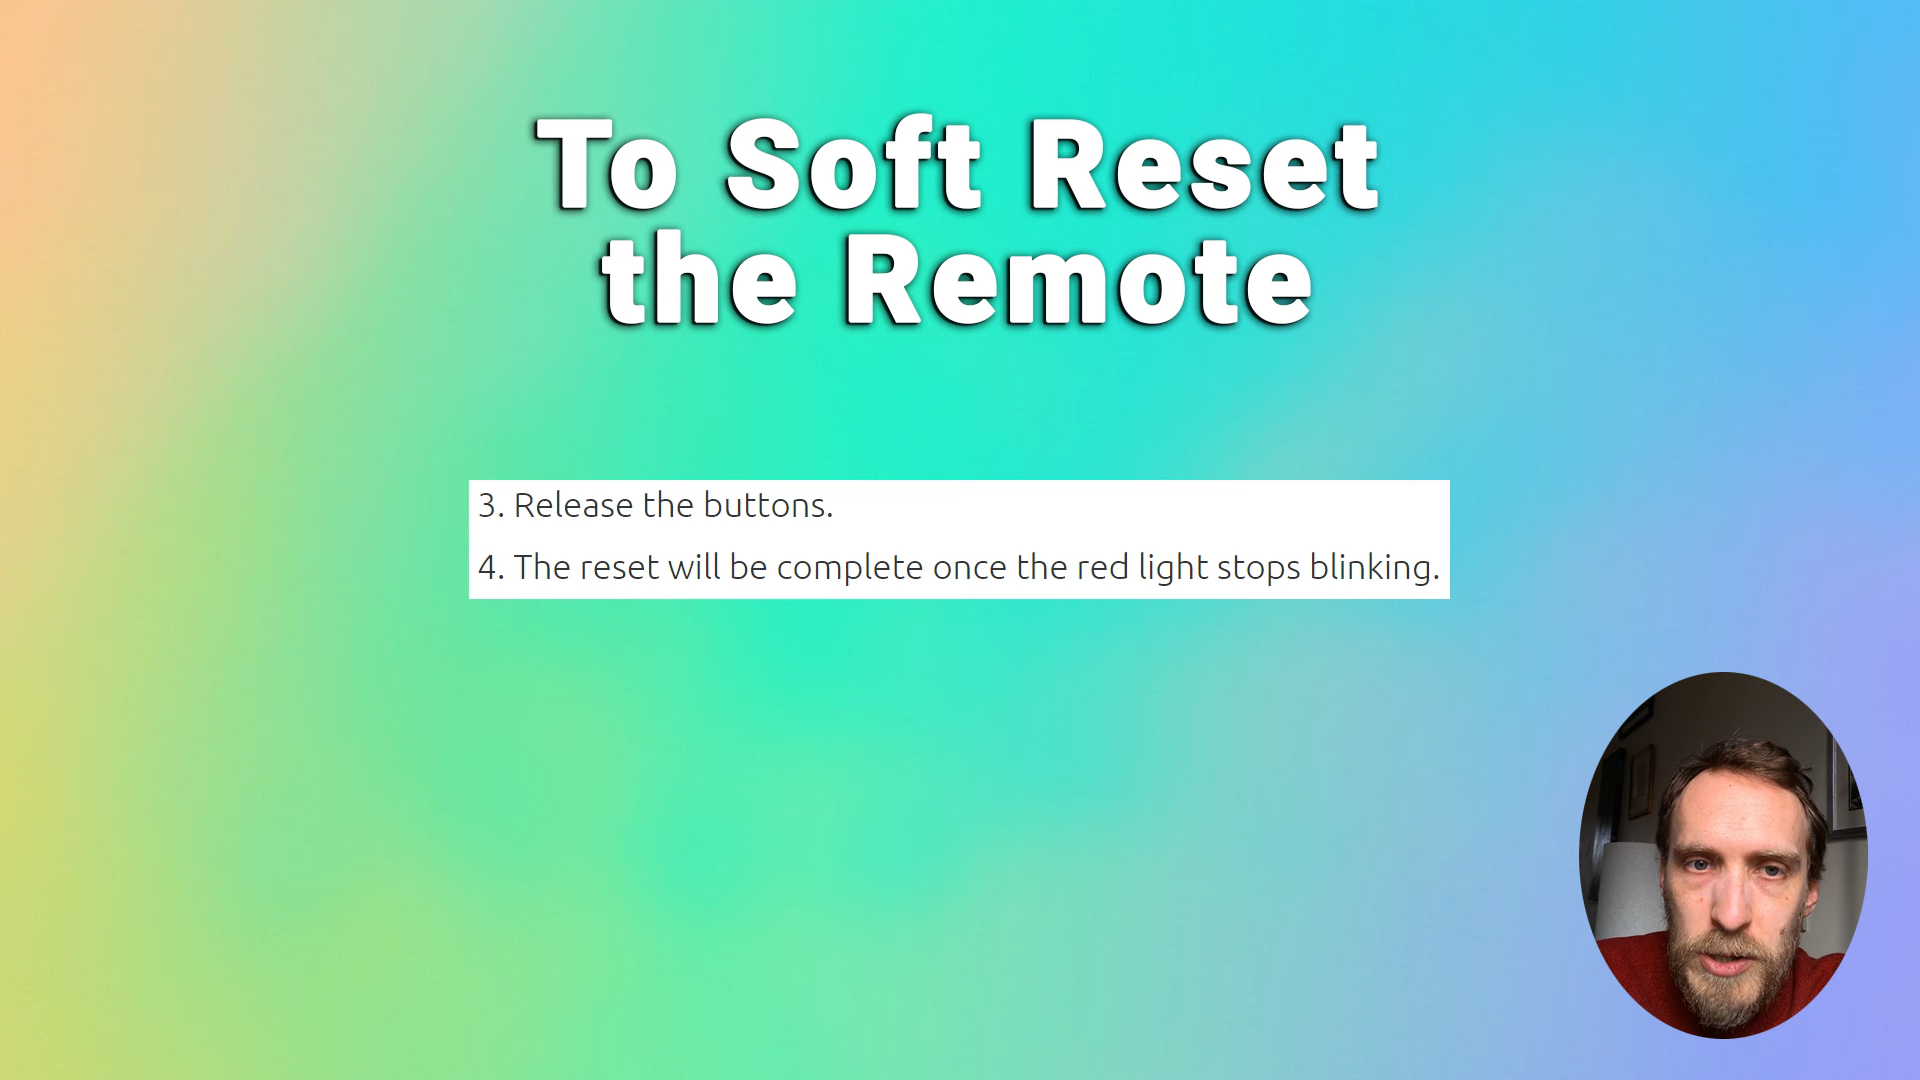 To Soft Reset
the Remote
3. Release the buttons.
4. The reset will be complete once the red light stops blinking.